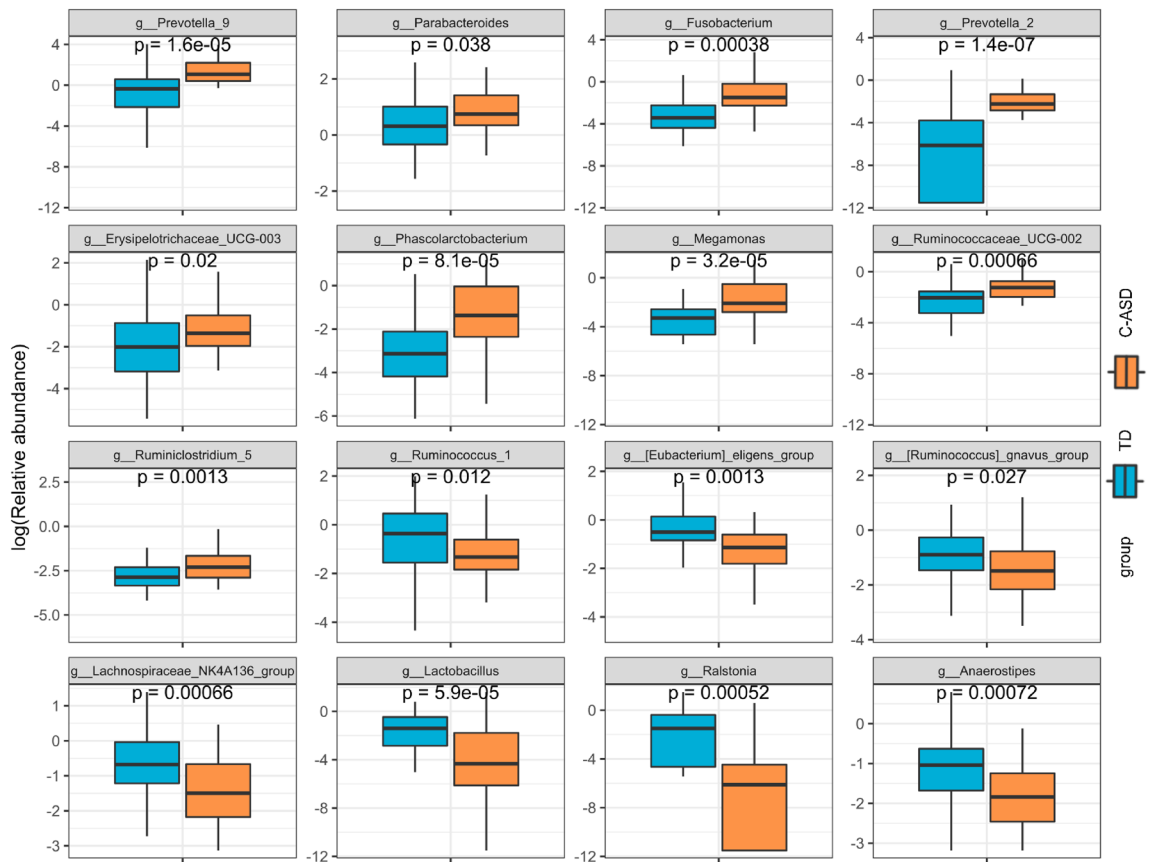 g__Prevotella_9
p = 1.6e-05
4
0
-4
-8
-12
g__Parabacteroides
p = 0.038
2
0
-2
g__Fusobacterium
p = 0.00038
4
0
-4
-8
-12
g__Prevotella_2
p = 1.4e-07
4
0
-4
-8
-12
g__Erysipelotrichaceae_UCG-003
p = 0.02
2
0
-2
-4
g__Phascolarctobacterium
p = 8.1e-05
0
-2
-4
-6
g__Megamonas
p = 3.2e-05
0
-4
-8
-12
g__Ruminococcaceae_UCG-002
p = 0.00066
0
-4
-8
-12
g__Ruminiclostridium_5
p = 0.0013
2.5
0.0
-2.5
-5.0
g__Ruminococcus_1
p = 0.012
2
0
-2
-4
g__[Eubacterium]_eligens_group
p = 0.0013
2
0
-2
-4
g__[Ruminococcus]_gnavus_group
p = 0.027
2
0
-2
-4
g__Lachnospiraceae_NK4A136_group
p = 0.00066
1
0
-1
-2
-3
g__Lactobacillus
p = 5.9e-05
0
-4
-8
-12
g__Ralstonia
p = 0.00052
0
-4
-8
-12
g__Anaerostipes
p = 0.00072
0
-1
-2
-3
log(Relative abundance)
group
TD
C-ASD